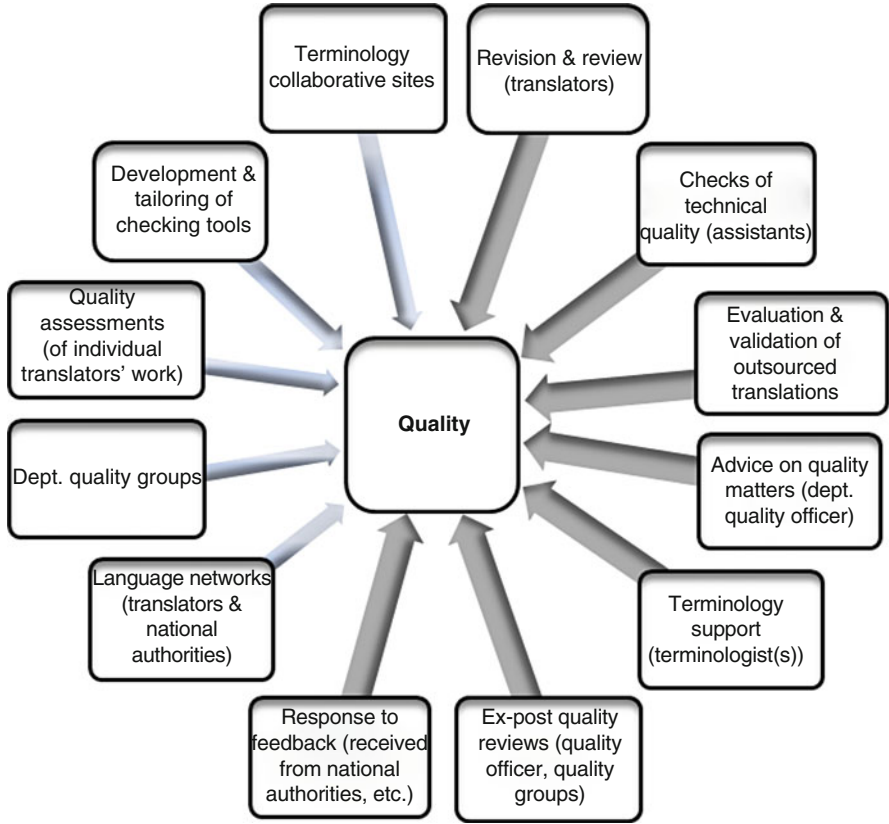 Terminology
collaborative sites
Revision & review
(translators)
Development &
tailoring of
checking tools
Checks of
technical
quality (assistants)
Quality
assessments
(of individual
translators’ work)
Evaluation &
validation of
outsourced
translations
Quality
Dept. quality groups
Advice on quality
matters (dept.
quality officer)
Language networks
(translators &
national
authorities)
Terminology
support
(terminologist(s))
Response to
feedback (received
from national
authorities, etc.)
Ex-post quality
reviews (quality
officer, quality
groups)